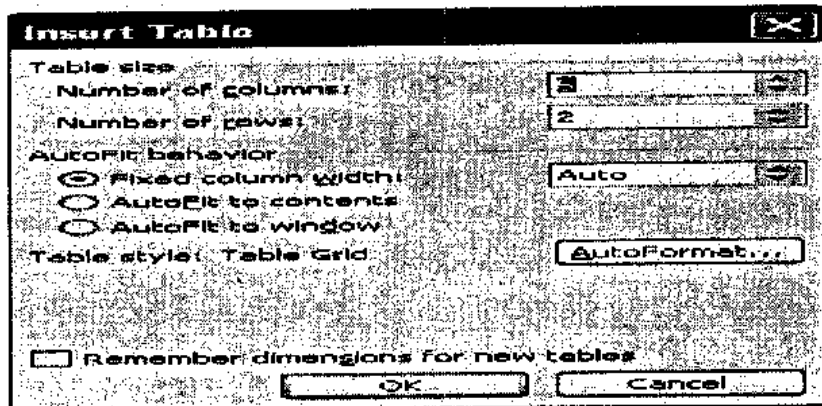 Insert Table
Table size
Number of columns:
Number of rows: 2
AutoFit behavior
Fixed column width: Auto
AutoFit to contents
AutoFit to window
Table style: Table Grid AutoFormat...
Remember dimensions for new tables
OK Cancel